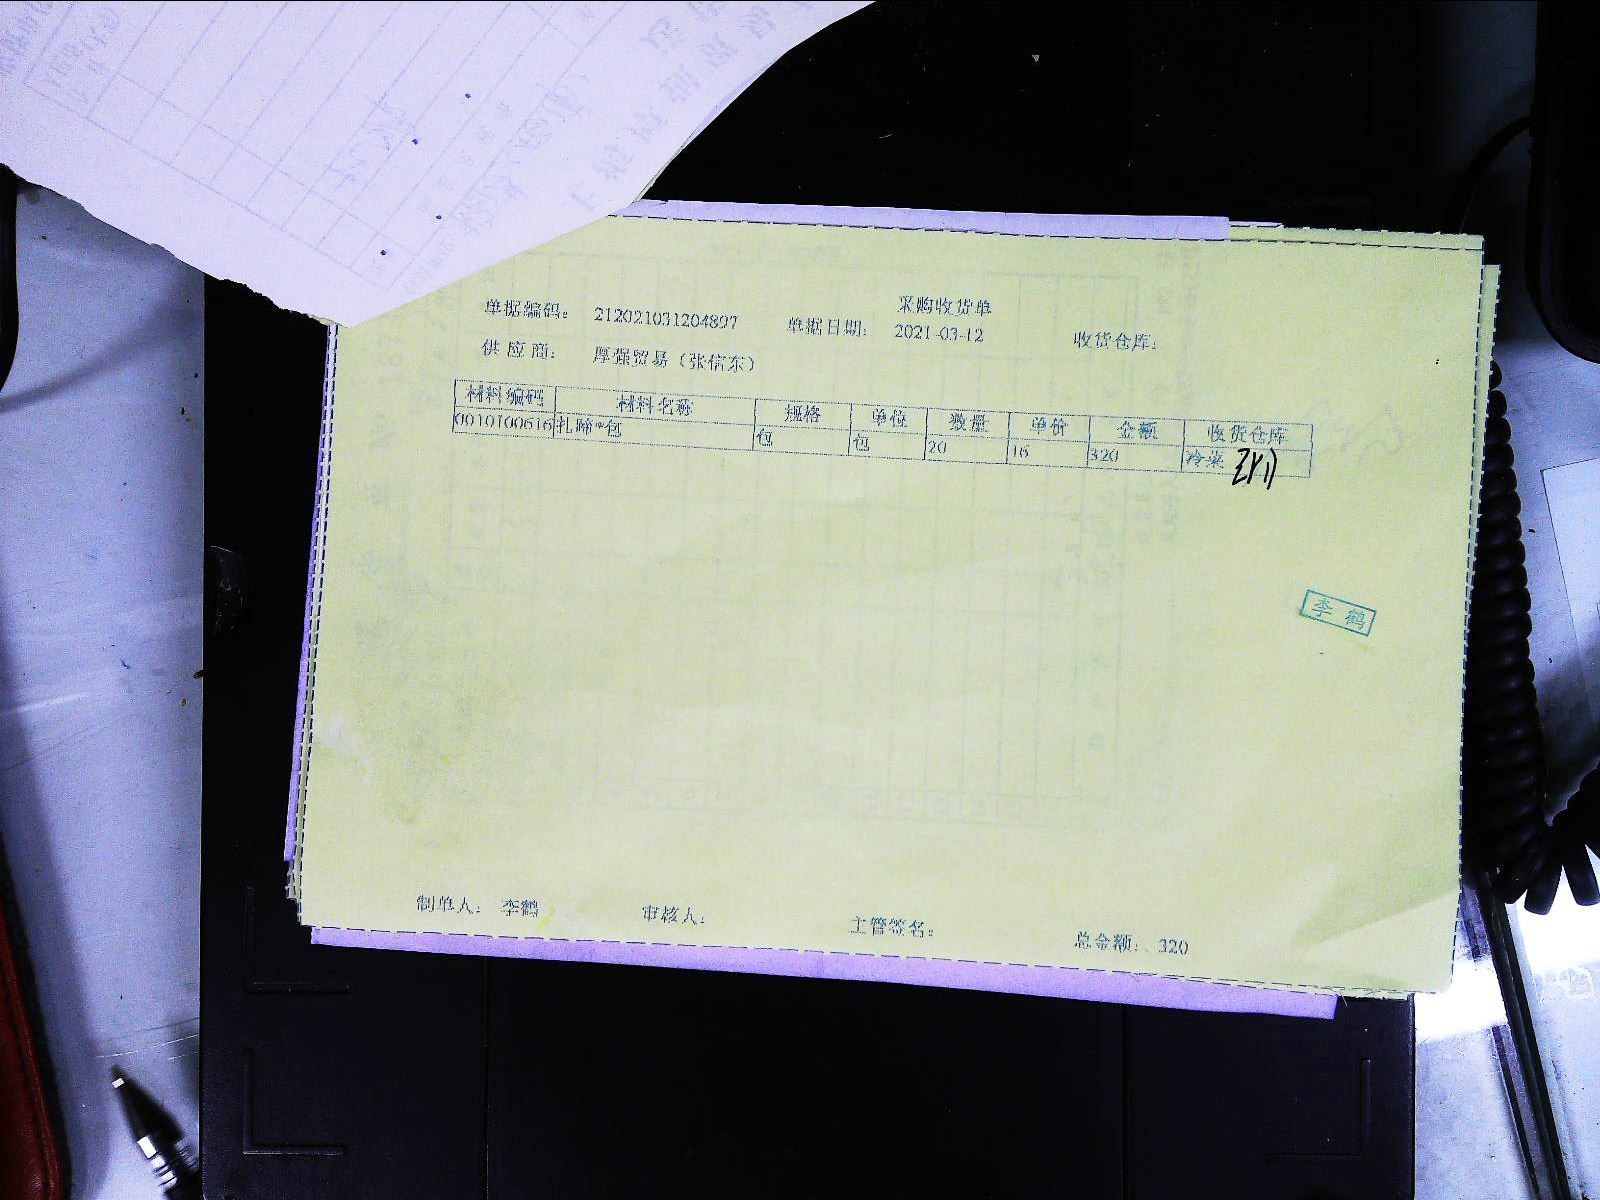 采购收货单
单据编码： 212021031204897 单据日期： 2021-03-12 收货仓库：
供应商： 厚强贸易（张信东）
材料编码 材料名称 规格 单位 数量 单价 金额 收货仓库
0010100616 扎蹄*包 包 包 20 16 320 冷菜
李鹤
制单人： 李鹤 审核人： 主管签名： 总金额： 320